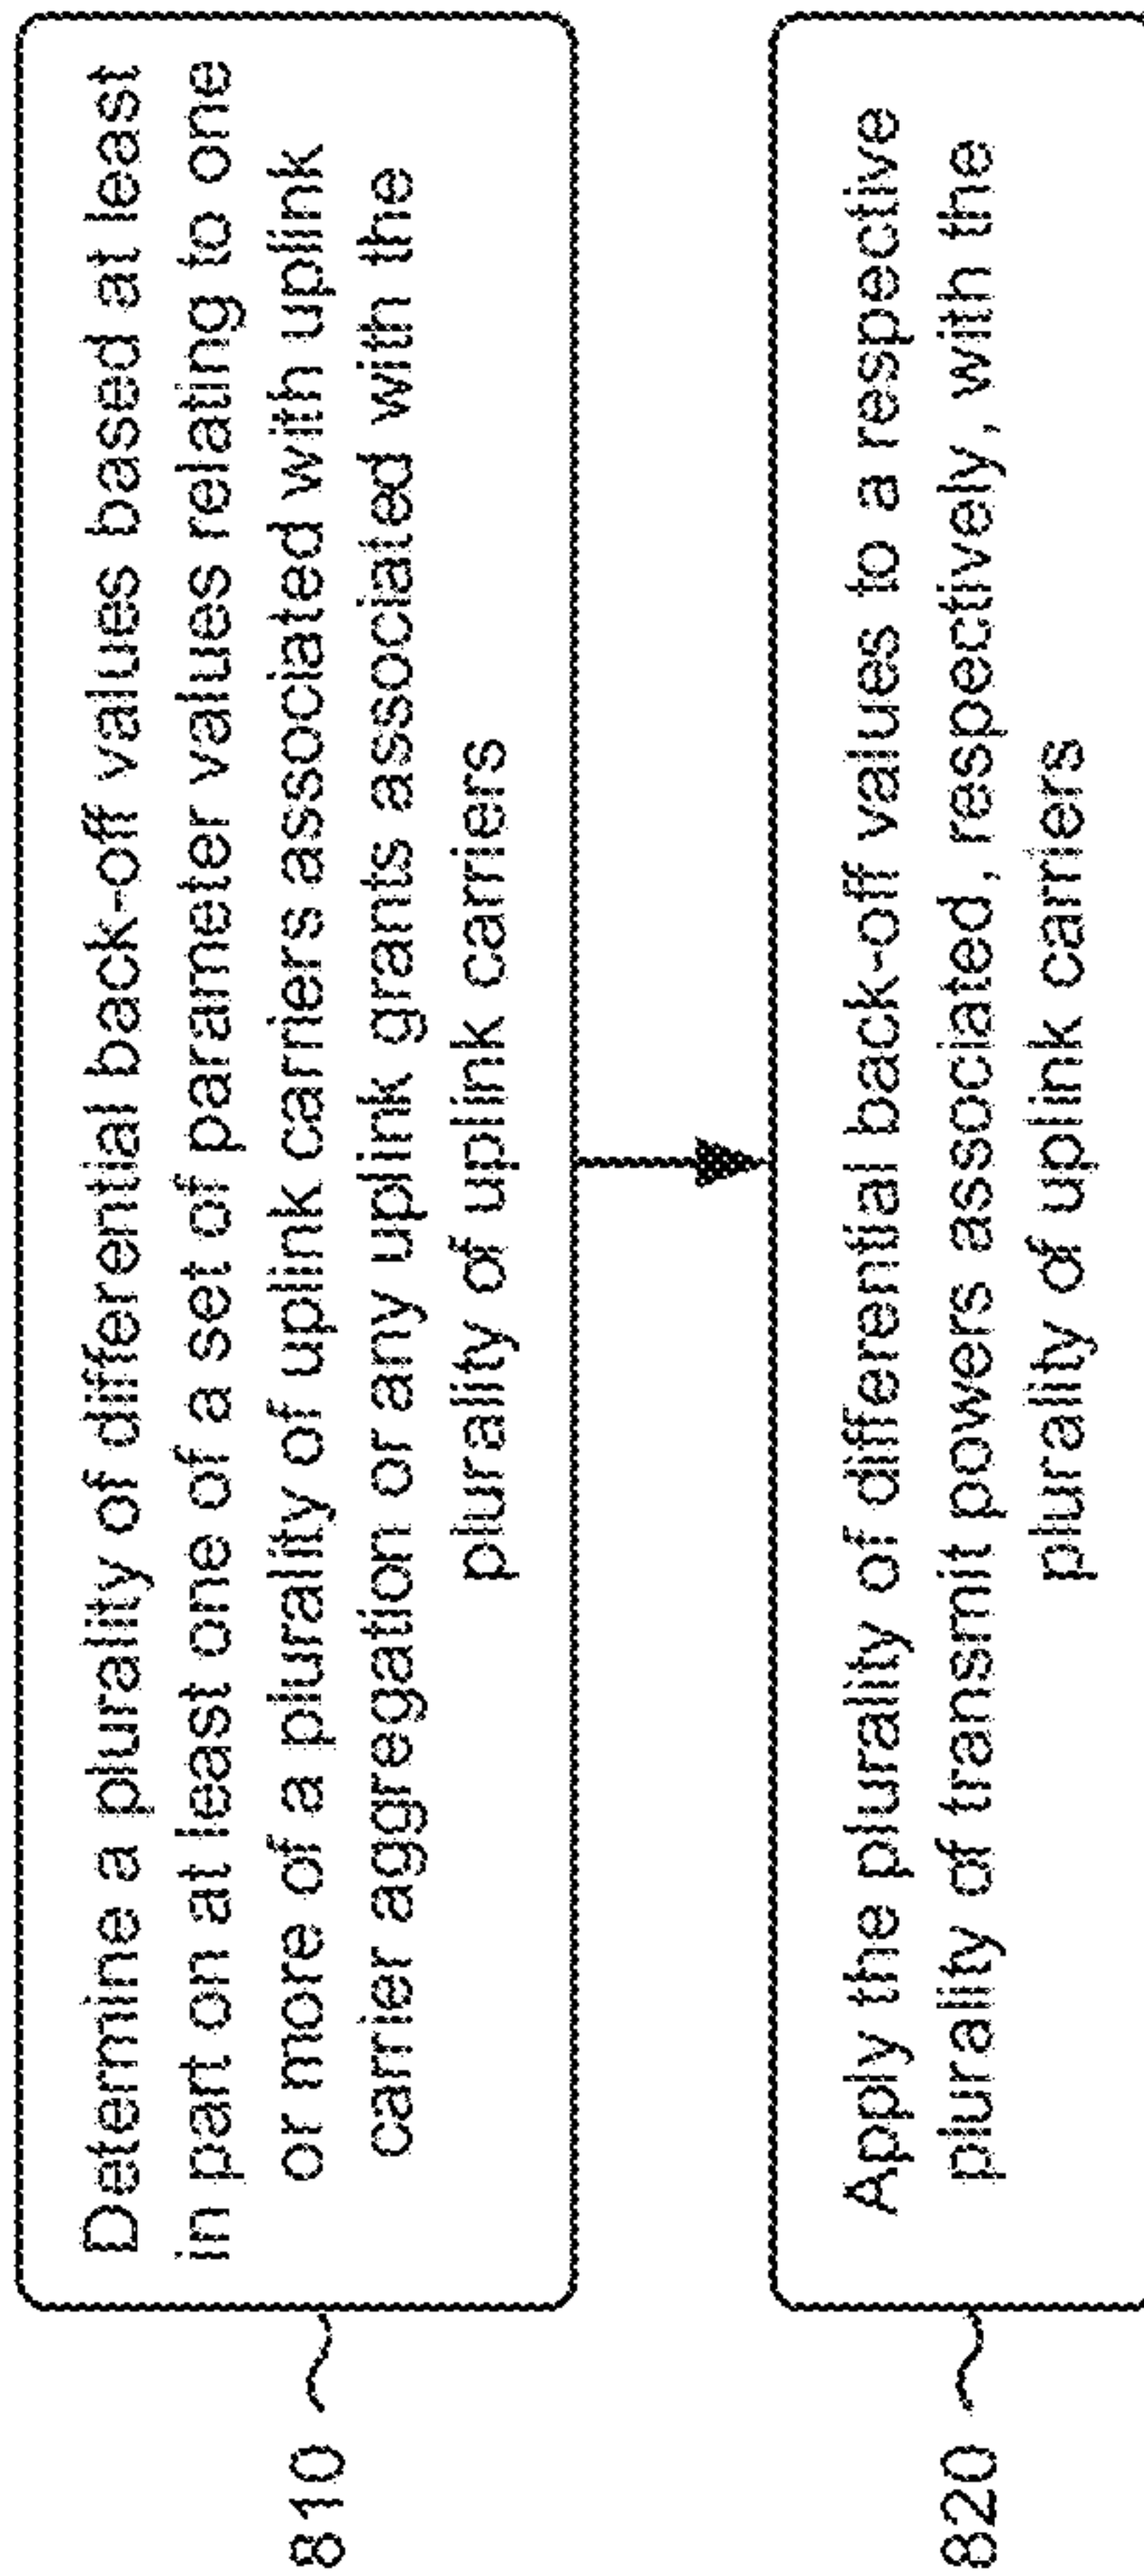 810
Determine a plurality of differential back-off values based at least
in part on at least one of a set of parameter values relating to one
or more of a plurality of uplink carriers associated with uplink
carrier aggregation or any uplink grants associated with the
plurality of uplink carriers
820
Apply the plurality of differential back-off values to a respective
plurality of transmit powers associated, respectively, with the
plurality of uplink carriers